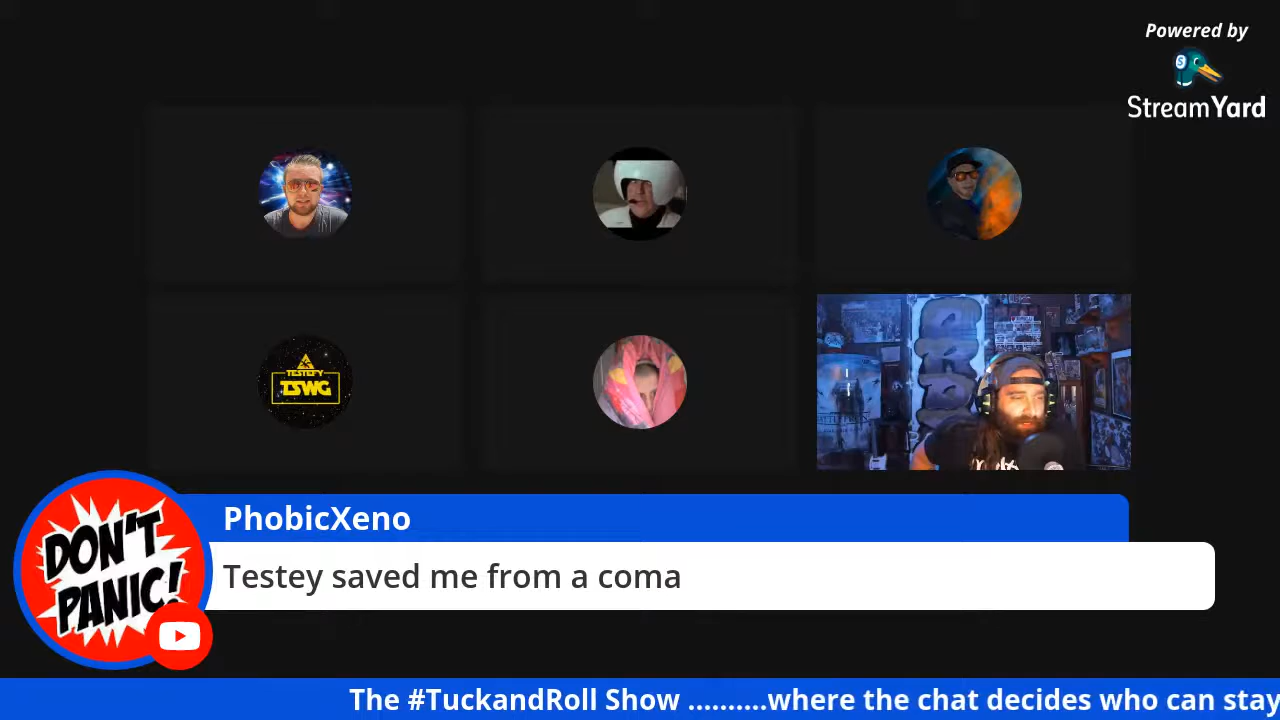 Powered by
StreamYard
TESTEFY
TSWG
DON'T
PANIC!
PhobicXeno
Testey saved me from a coma
The #TuckandRoll Show ..........where the chat decides who can stay